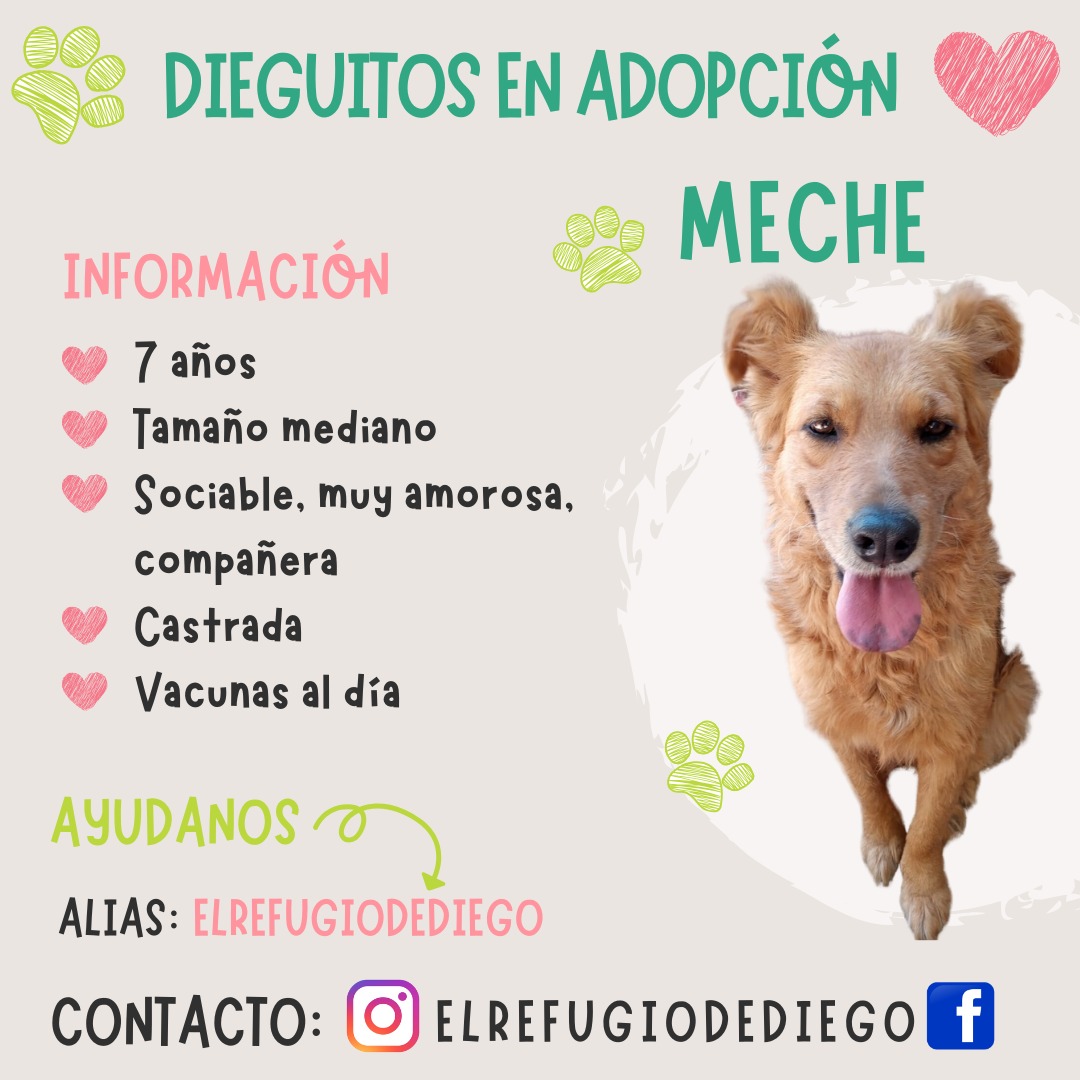 DIEGUITOS EN ADOPCIÓN
MECHE
INFORMACIÓN
7 años
Tamaño mediano
Sociable, muy amorosa,
compañera
Castrada
Vacunas al día
AYUDANOS
ALIAS: ELREFUGIODEDIEGO
CONTACTO: ELREFUGIODEDIEGO